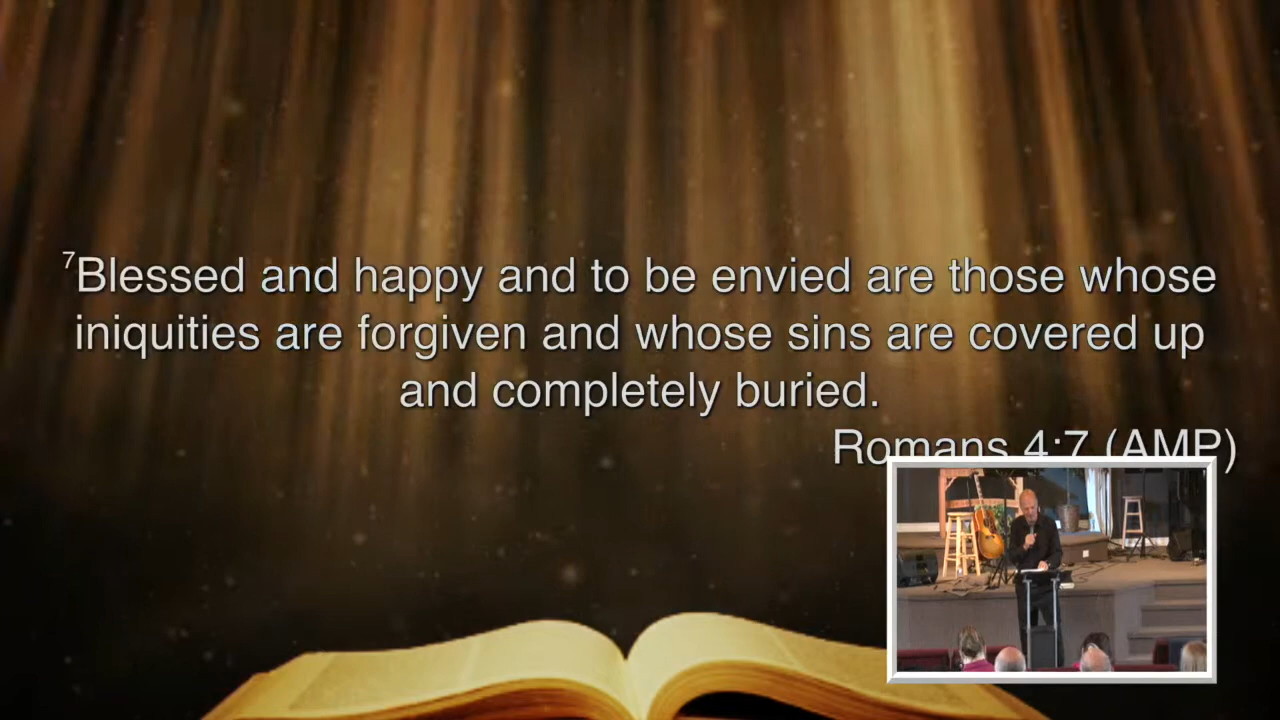 ⁷Blessed and happy and to be envied are those whose
iniquities are forgiven and whose sins are covered up
and completely buried.
Romans 4:7 (AMP)